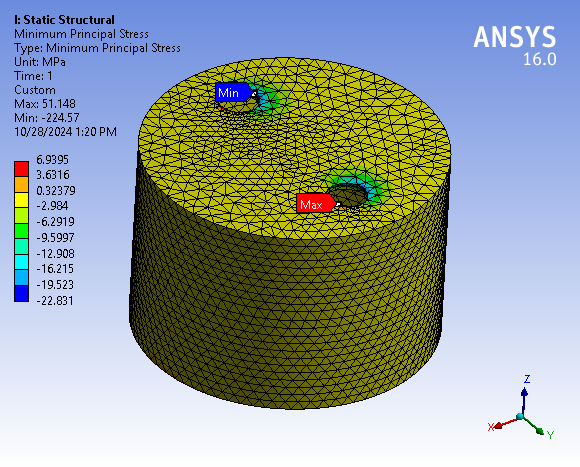 I: Static Structural
Minimum Principal Stress
Type: Minimum Principal Stress
Unit: MPa
Time: 1
Custom
Max: 51.148
Min: -224.57
10/28/2024 1:20 PM
6.9395
3.6316
0.32379
-2.984
-6.2919
-9.5997
-12.908
-16.215
-19.523
-22.831
ANSYS
16.0
Min
Max
Z
X
Y